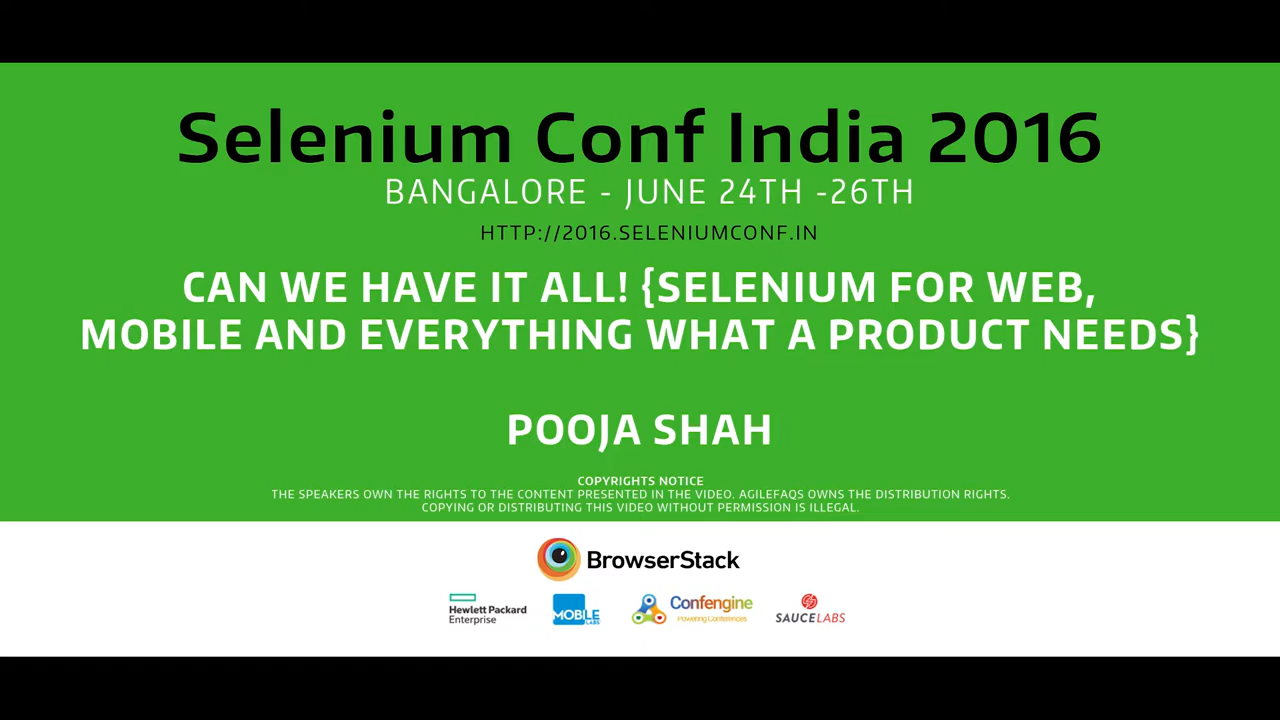 Selenium Conf India 2016
BANGALORE - JUNE 24TH -26TH
HTTP://2016.SELENIUMCONF.IN
CAN WE HAVE IT ALL! {SELENIUM FOR WEB,
MOBILE AND EVERYTHING WHAT A PRODUCT NEEDS}
POOJA SHAH
COPYRIGHTS NOTICE
THE SPEAKERS OWN THE RIGHTS TO THE CONTENT PRESENTED IN THE VIDEO. AGILEFAQS OWNS THE DISTRIBUTION RIGHTS.
COPYING OR DISTRIBUTING THIS VIDEO WITHOUT PERMISSION IS ILLEGAL.
BrowserStack
Hewlett Packard
Enterprise
MOBILE
LABS
Confengine
Powering Conferences
SAUCELABS